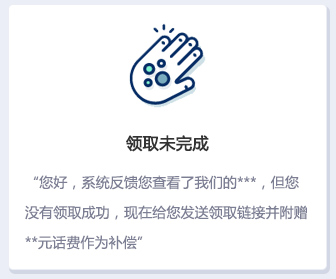 领取未完成
“您好，系统反馈您查看了我们的***，但您
没有领取成功，现在给您发送领取链接并附赠
**元话费作为补偿”